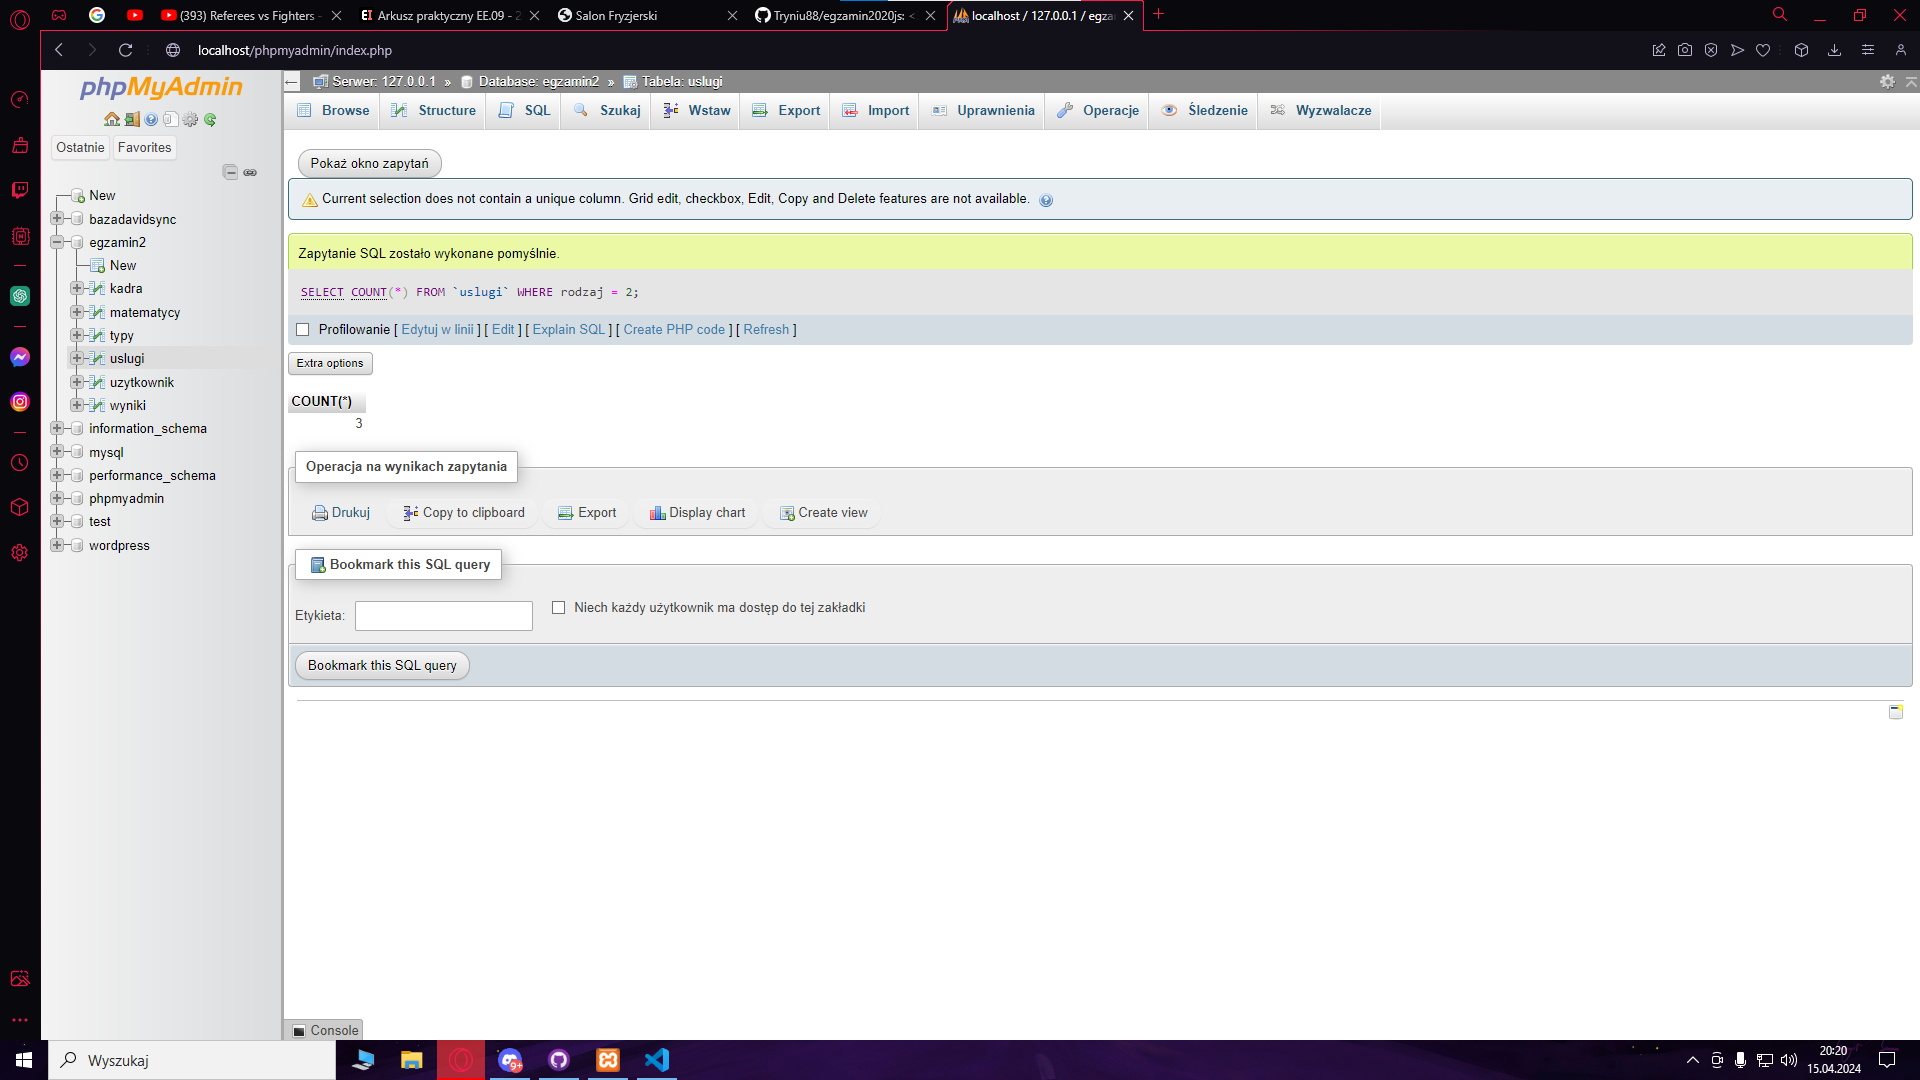 (393) Referees vs Fighters -
Arkusz praktyczny EE.09 - 2
Salon Fryzjerski
Tryniu88/egzamin2020js: <
localhost / 127.0.0.1 / egza
localhost/phpmyadmin/index.php
phpMyAdmin
Ostatnie
Favorites
New
bazadavidsync
egzamin2
New
kadra
matematycy
typy
uslugi
uzytkownik
wyniki
information_schema
mysql
performance_schema
phpmyadmin
test
wordpress
Serwer: 127.0.0.1 » Database: egzamin2 » Tabela: uslugi
Browse
Structure
SQL
Szukaj
Wstaw
Export
Import
Uprawnienia
Operacje
Śledzenie
Wyzwalacze
Pokaż okno zapytań
Current selection does not contain a unique column. Grid edit, checkbox, Edit, Copy and Delete features are not available.
Zapytanie SQL zostało wykonane pomyślnie.
SELECT COUNT(*) FROM `uslugi` WHERE rodzaj = 2;
Profilowanie [ Edytuj w linii ] [ Edit ] [ Explain SQL ] [ Create PHP code ] [ Refresh ]
Extra options
COUNT(*)
3
Operacja na wynikach zapytania
Drukuj
Copy to clipboard
Export
Display chart
Create view
Bookmark this SQL query
Etykieta:
Niech każdy użytkownik ma dostęp do tej zakładki
Bookmark this SQL query
Console
Wyszukaj
9+
20:20
15.04.2024